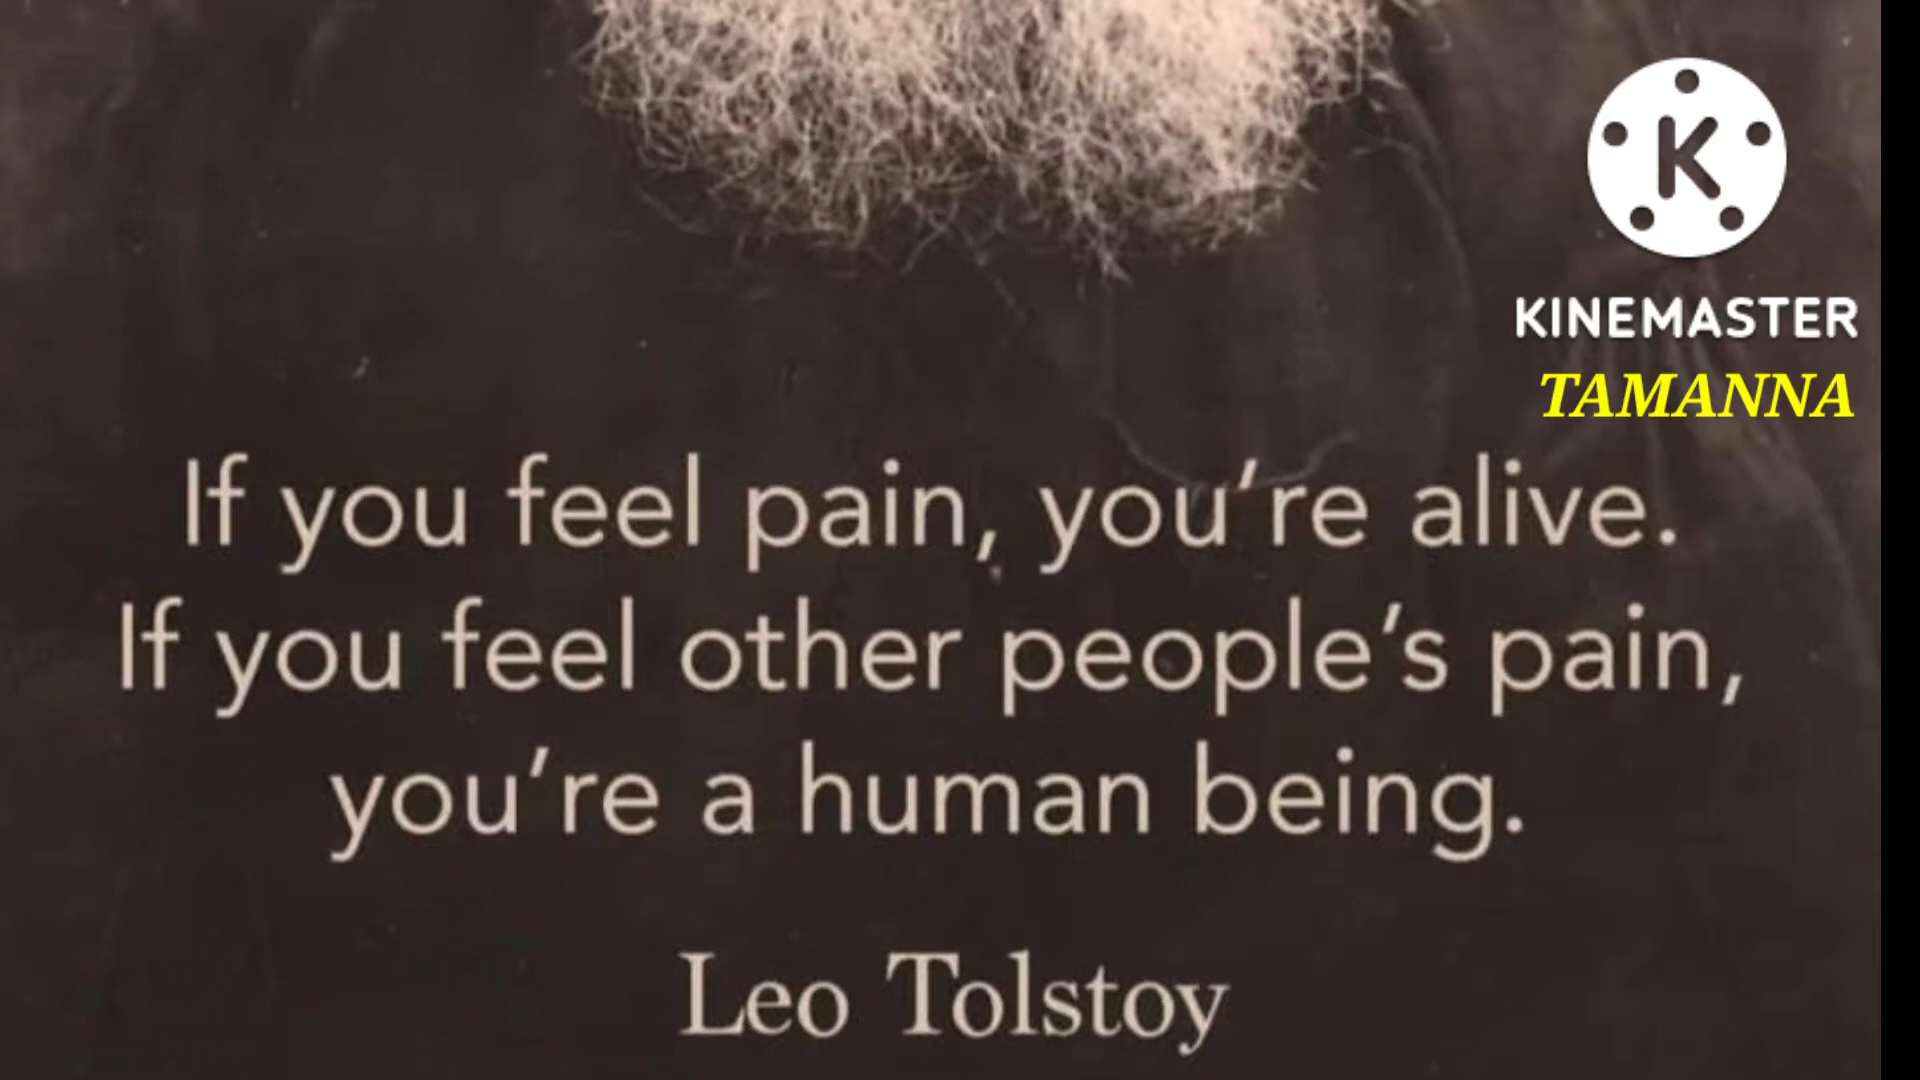 K
KINEMASTER
TAMANNA
If you feel pain, you’re alive.
If you feel other people’s pain,
you’re a human being.
Leo Tolstoy